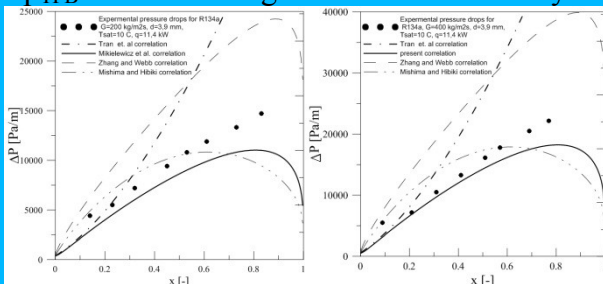 Experymental pressure drops for R134a
G=200 kg/m2s, d=3,9 mm,
Tsat=10 C, q=11,4 kW
Tran et. al correlation
Mikielewicz et al. correlation
Zhang and Webb correlation
Mishima and Hibiki correlation
25000
20000
15000
10000
5000
0
ΔP [Pa/m]
0 0.2 0.4 0.6 0.8 1
x [-]
Experymental pressure drops for
R134a, G=400 kg/m2s, d=3,9 mm,
Tsat=10 C, q=11,4 kW
Tran et. al correlation
present correlation
Zhang and Webb correlation
Mishima and Hibiki correlation
40000
30000
20000
10000
0
ΔP [Pa/m]
0 0.2 0.4 0.6 0.8 1
x [-]